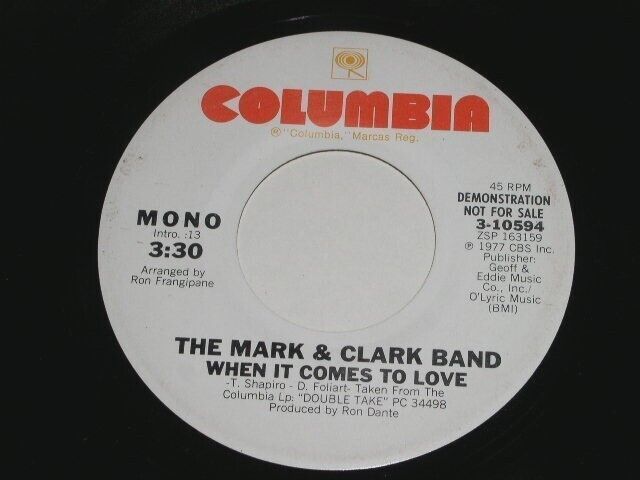 COLUMBIA
® "Columbia," Marcas Reg.
MONO
Intro. :13
3:30
Arranged by
Ron Frangipane
45 RPM
DEMONSTRATION
NOT FOR SALE
3-10594
ZSP 163159
℗ 1977 CBS Inc.
Publisher:
Geoff &
Eddie Music
Co., Inc./
O'Lyric Music
(BMI)
THE MARK & CLARK BAND
WHEN IT COMES TO LOVE
-T. Shapiro - D. Foliart- Taken From The
Columbia Lp: "DOUBLE TAKE" PC 34498
Produced by Ron Dante